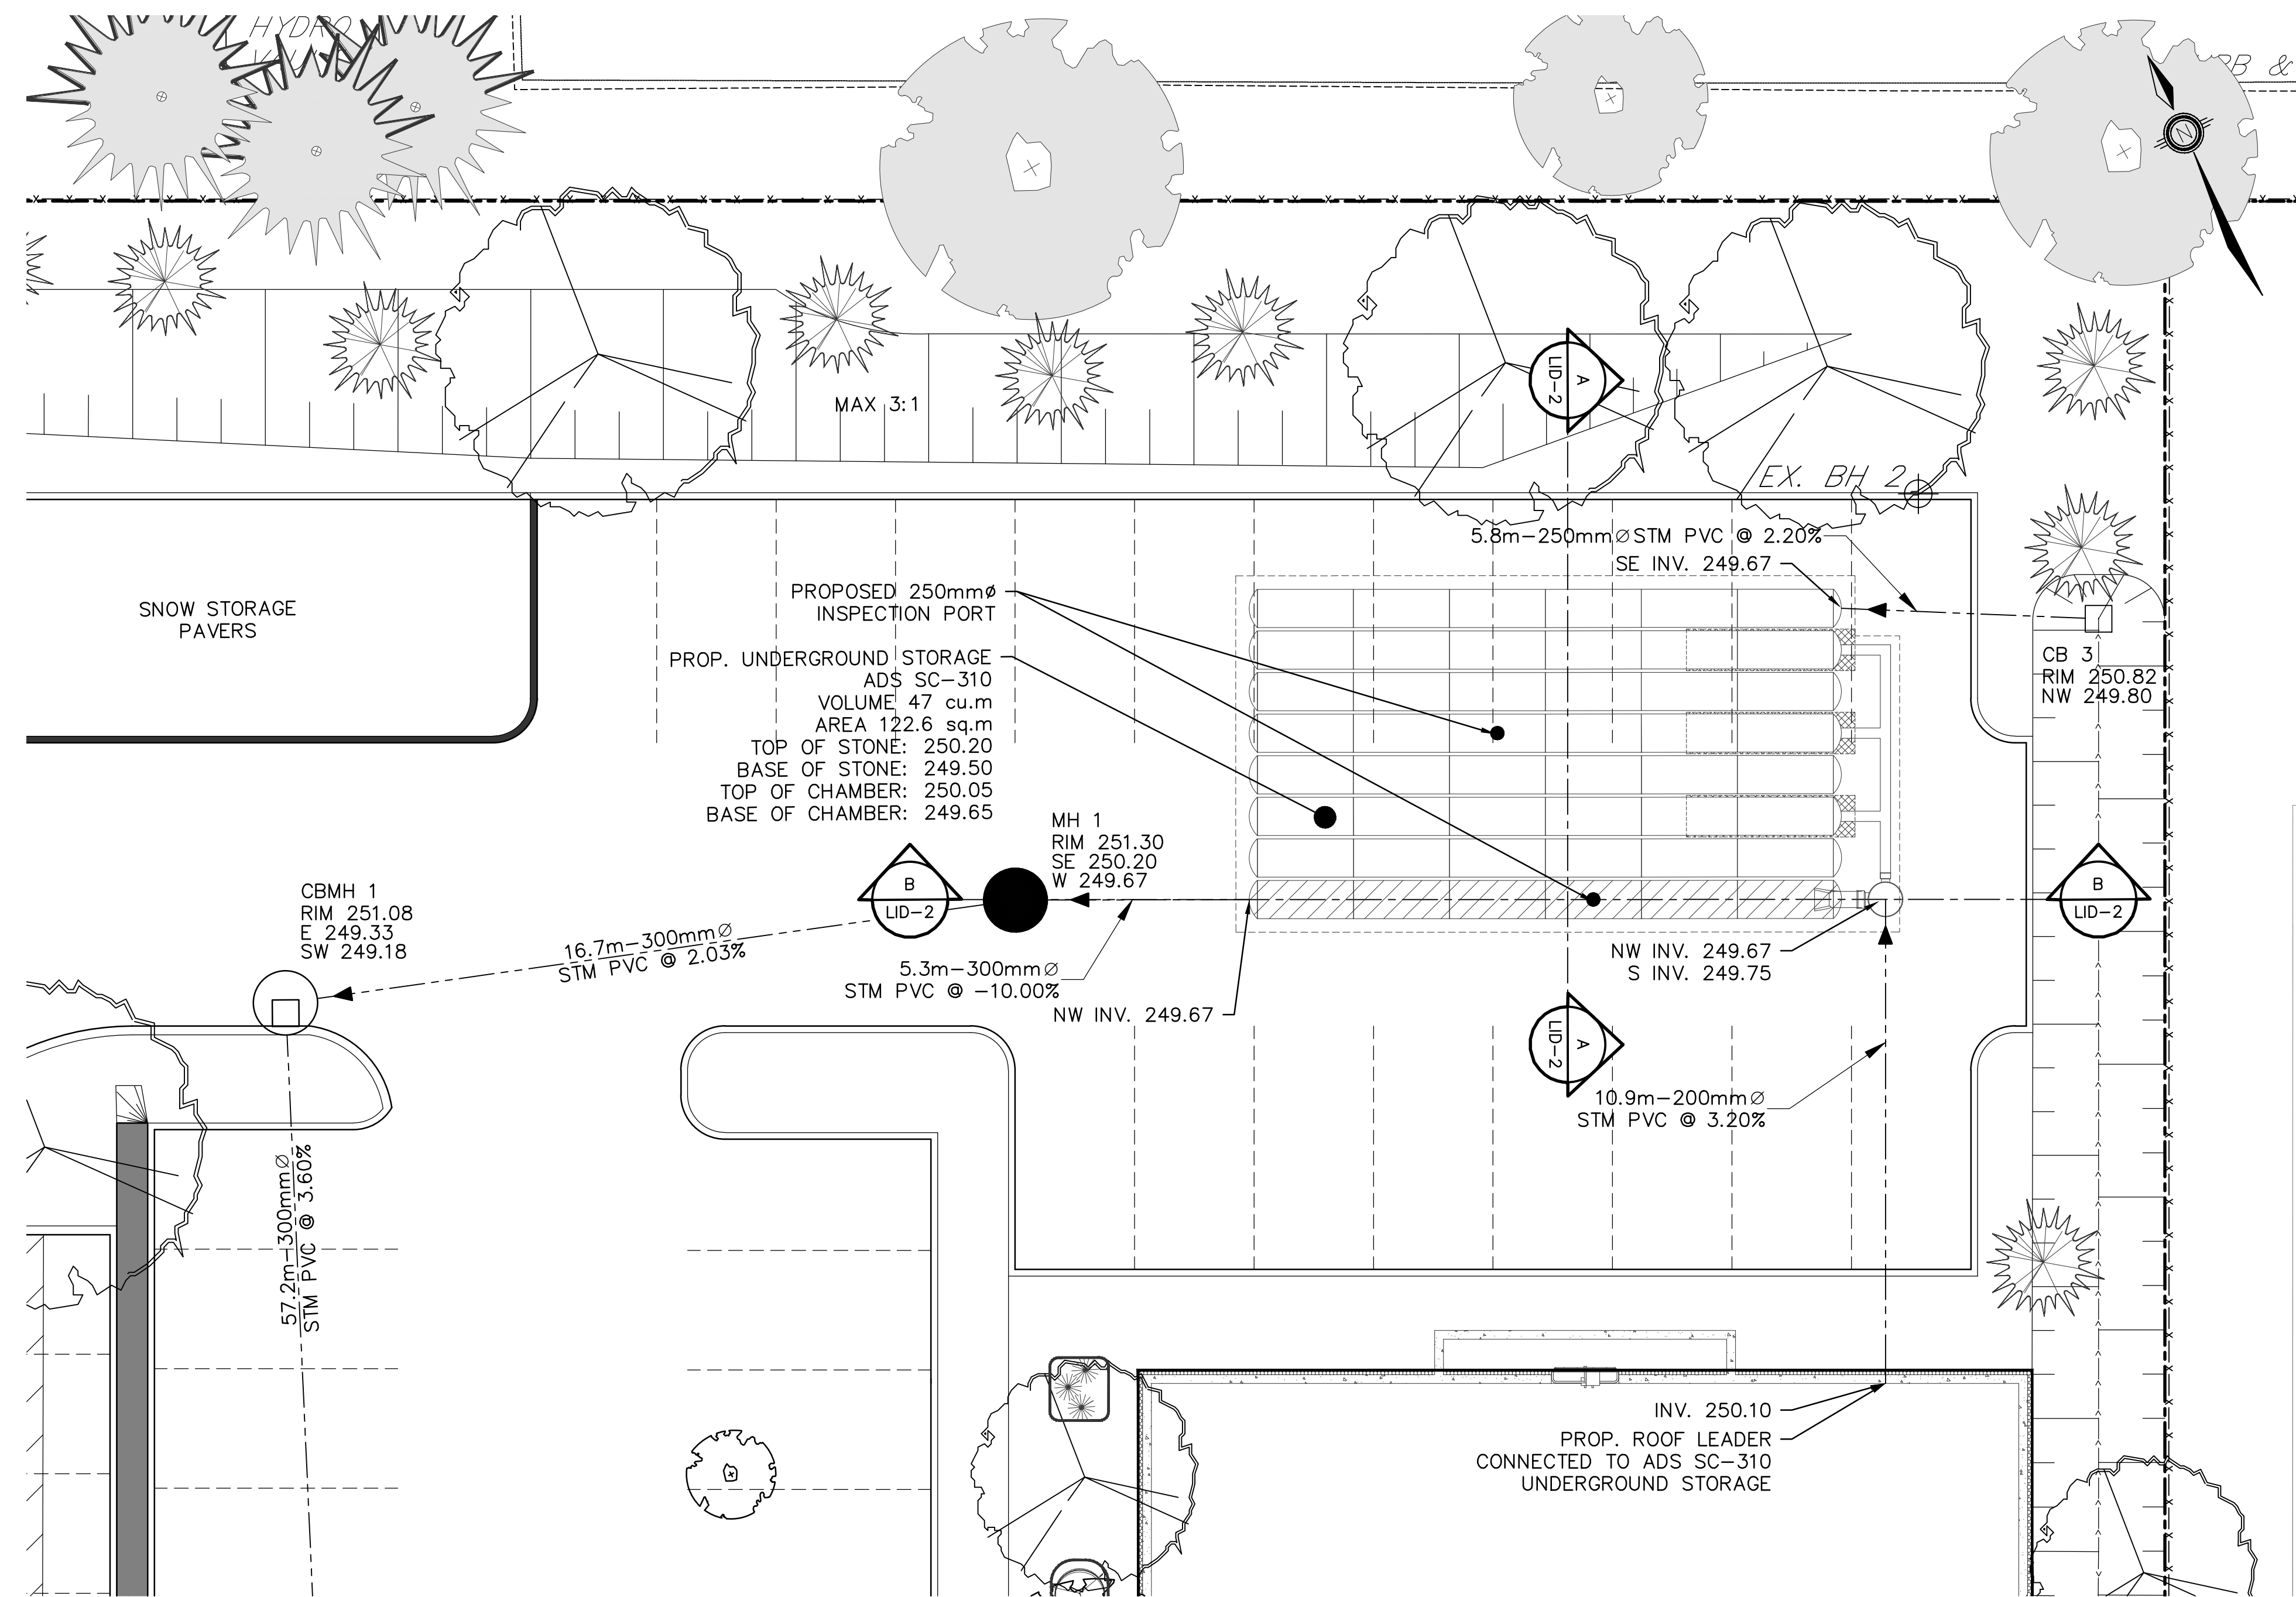 HYDRO
&
N
MAX 3:1
LID-2
A
EX. BH 2
5.8m-250mmØ STM PVC @ 2.20%
SE INV. 249.67
SNOW STORAGE
PAVERS
PROPOSED 250mmø
INSPECTION PORT
PROP. UNDERGROUND STORAGE
ADS SC-310
VOLUME 47 cu.m
AREA 122.6 sq.m
TOP OF STONE: 250.20
BASE OF STONE: 249.50
TOP OF CHAMBER: 250.05
BASE OF CHAMBER: 249.65
CB 3
RIM 250.82
NW 249.80
MH 1
RIM 251.30
SE 250.20
W 249.67
B
LID-2
B
LID-2
CBMH 1
RIM 251.08
E 249.33
SW 249.18
16.7m-300mmØ
STM PVC @ 2.03%
5.3m-300mmØ
STM PVC @ -10.00%
NW INV. 249.67
NW INV. 249.67
S INV. 249.75
LID-2
A
10.9m-200mmØ
STM PVC @ 3.20%
57.2m-300mmØ
STM PVC @ 3.60%
INV. 250.10
PROP. ROOF LEADER
CONNECTED TO ADS SC-310
UNDERGROUND STORAGE